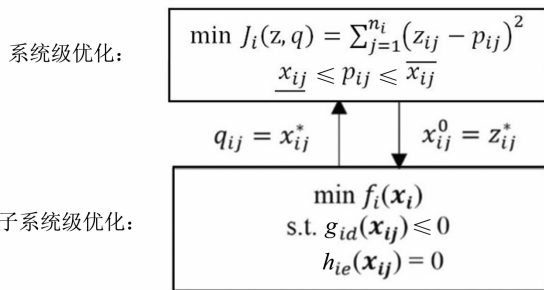 系统级优化：
min J_i(z, q) = ∑_{j=1}^{n_i}(z_{ij} − p_{ij})^2
\underline{x_{ij}} ⩽ p_{ij} ⩽ \overline{x_{ij}}
q_{ij} = x_{ij}^* x_{ij}^0 = z_{ij}^*
子系统级优化：
min f_i(x_i)
s.t. g_{id}(x_{ij}) ⩽ 0
h_{ie}(x_{ij}) = 0